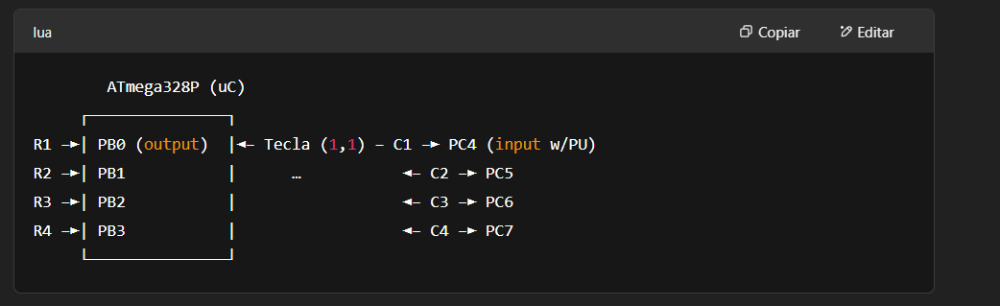 lua
Copiar
Editar
ATmega328P (uC)
R1 —►| PB0 (output) |◄— Tecla (1,1) — C1 —► PC4 (input w/PU)
R2 —►| PB1 | … ◄— C2 —► PC5
R3 —►| PB2 | ◄— C3 —► PC6
R4 —►| PB3 | ◄— C4 —► PC7